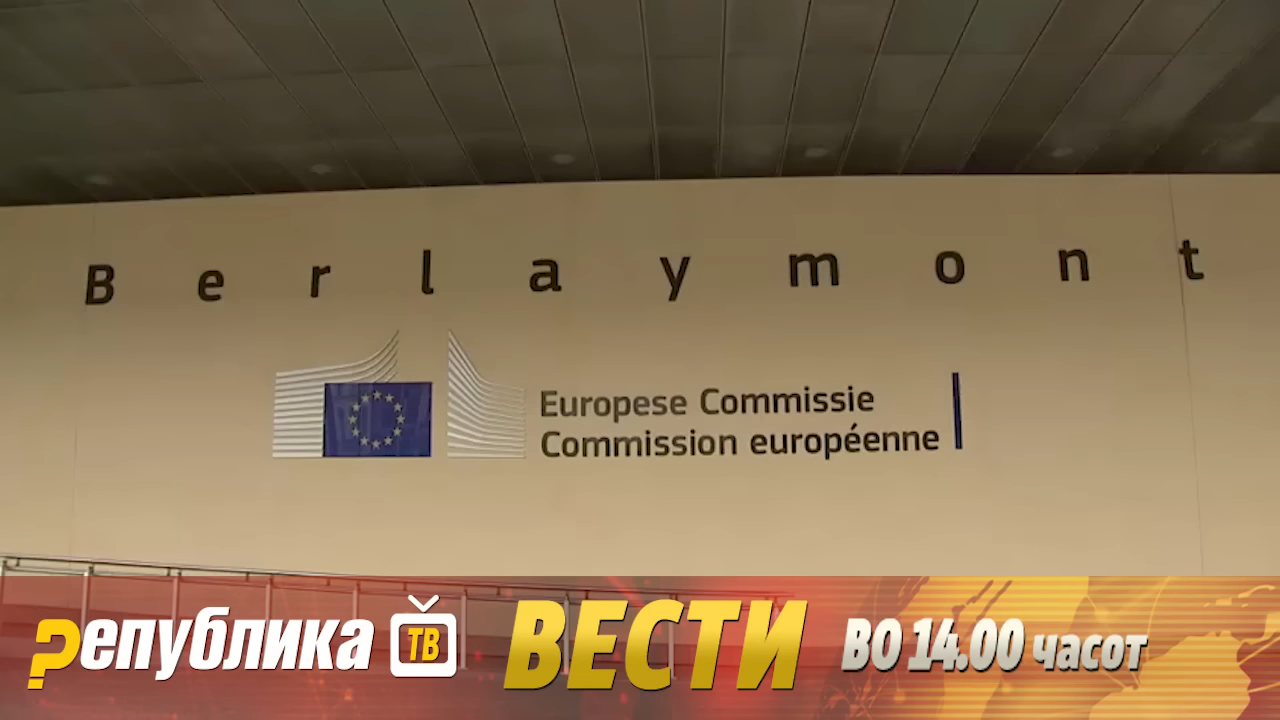 Berlaymont
Europese Commissie
Commission européenne
Република ТВ
ВЕСТИ
ВО 14.00 часот